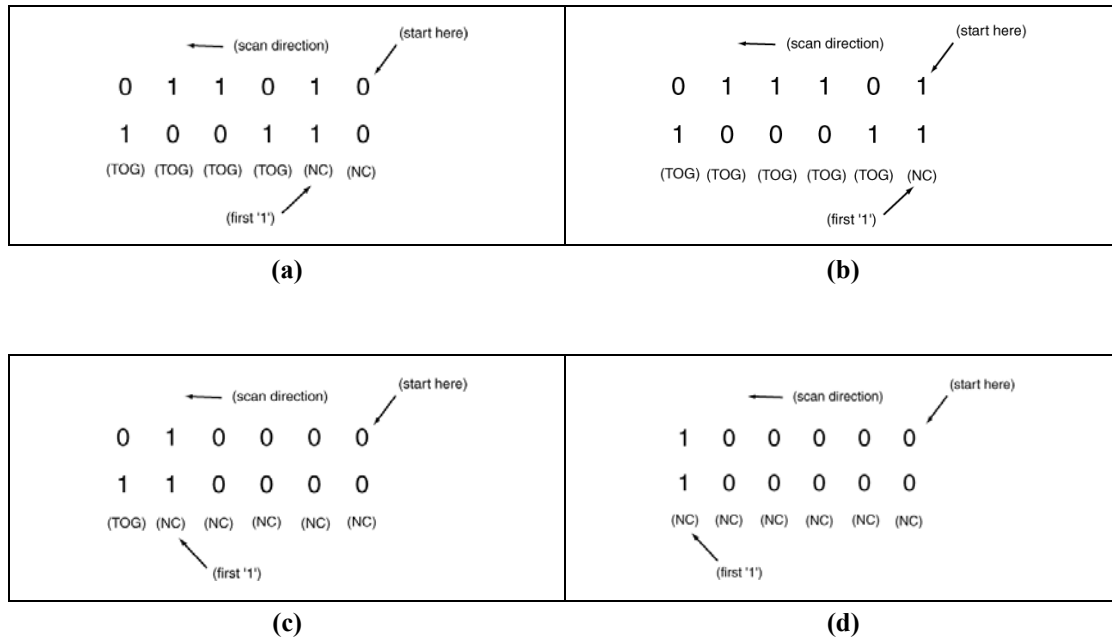 (scan direction) (start here)
0 1 1 0 1 0
1 0 0 1 1 0
(TOG) (TOG) (TOG) (TOG) (NC) (NC)
(first '1')
(a)
(scan direction) (start here)
0 1 1 1 0 1
1 0 0 0 1 1
(TOG) (TOG) (TOG) (TOG) (TOG) (NC)
(first '1')
(b)
(scan direction) (start here)
0 1 0 0 0 0
1 1 0 0 0 0
(TOG) (NC) (NC) (NC) (NC) (NC)
(first '1')
(c)
(scan direction) (start here)
1 0 0 0 0 0
1 0 0 0 0 0
(NC) (NC) (NC) (NC) (NC) (NC)
(first '1')
(d)